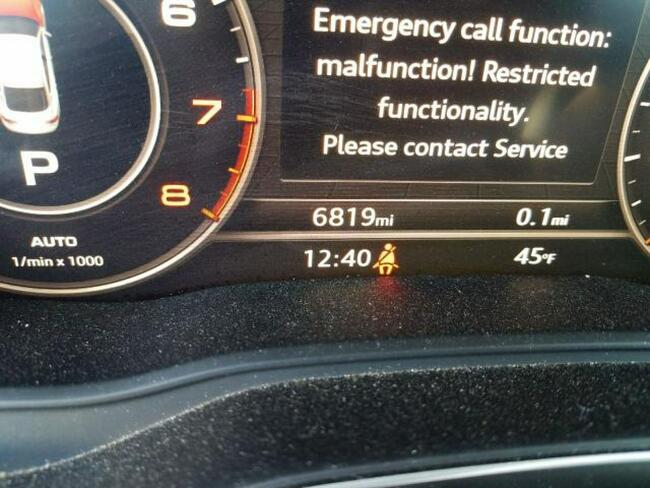 6
Emergency call function:
malfunction! Restricted
functionality.
Please contact Service
7
P
8
6819mi 0.1mi
AUTO
1/min x 1000
12:40 45°F